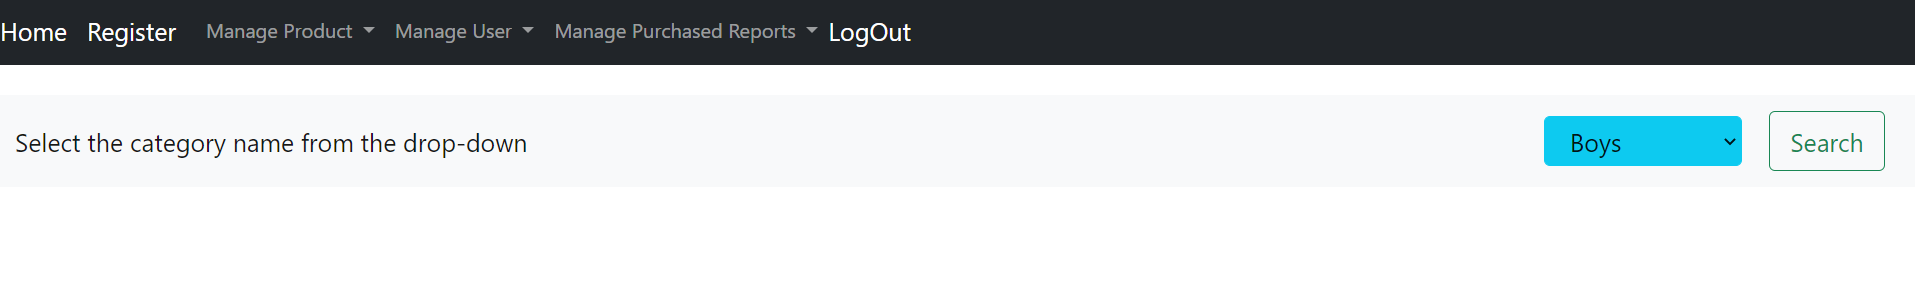 Home Register Manage Product Manage User Manage Purchased Reports LogOut
Select the category name from the drop-down Boys Search